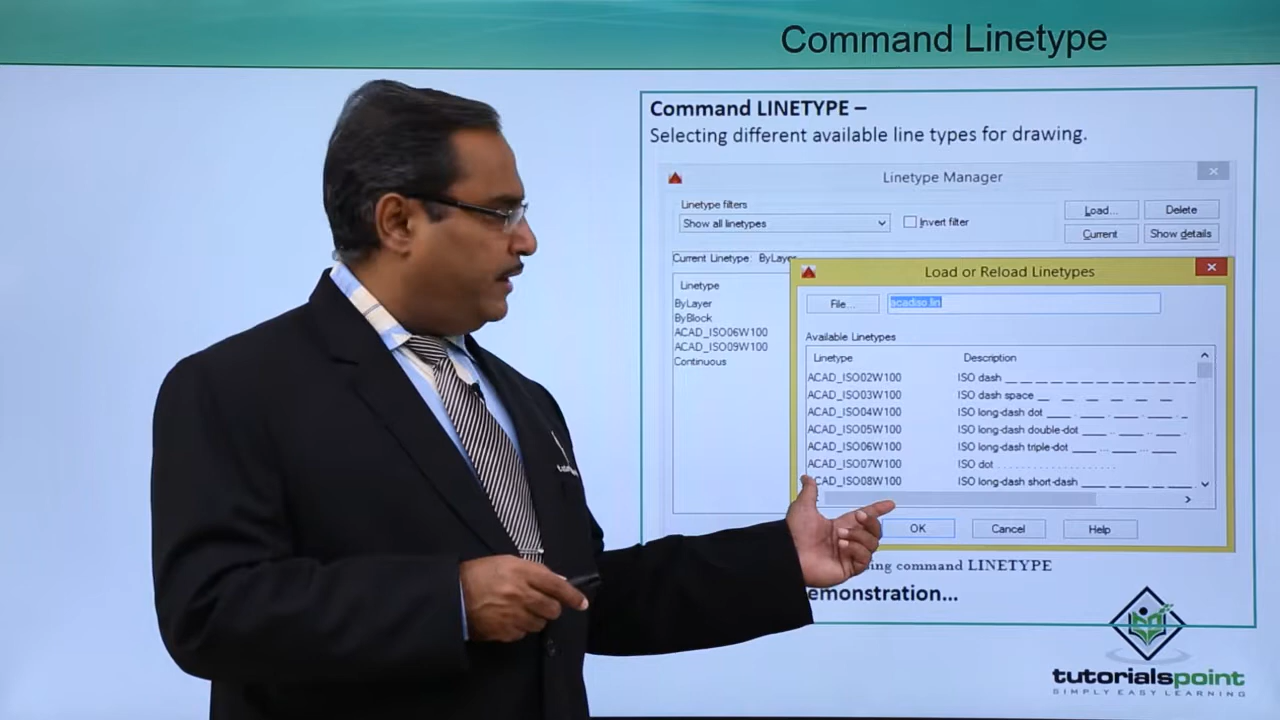 Command Linetype
Command LINETYPE –
Selecting different available line types for drawing.
Linetype Manager
Linetype filters
Show all linetypes
Invert filter
Load...
Delete
Current
Show details
Current Linetype: ByLayer
Linetype
ByLayer
ByBlock
ACAD_ISO06W100
ACAD_ISO09W100
Continuous
Load or Reload Linetypes
File...
acadiso.lin
Available Linetypes
Linetype Description
ACAD_ISO02W100 ISO dash
ACAD_ISO03W100 ISO dash space
ACAD_ISO04W100 ISO long-dash dot
ACAD_ISO05W100 ISO long-dash double-dot
ACAD_ISO06W100 ISO long-dash triple-dot
ACAD_ISO07W100 ISO dot
CAD_ISO08W100 ISO long-dash short-dash
OK
Cancel
Help
ing command LINETYPE
emonstration...
tutorialspoint
SIMPLY EASY LEARNING